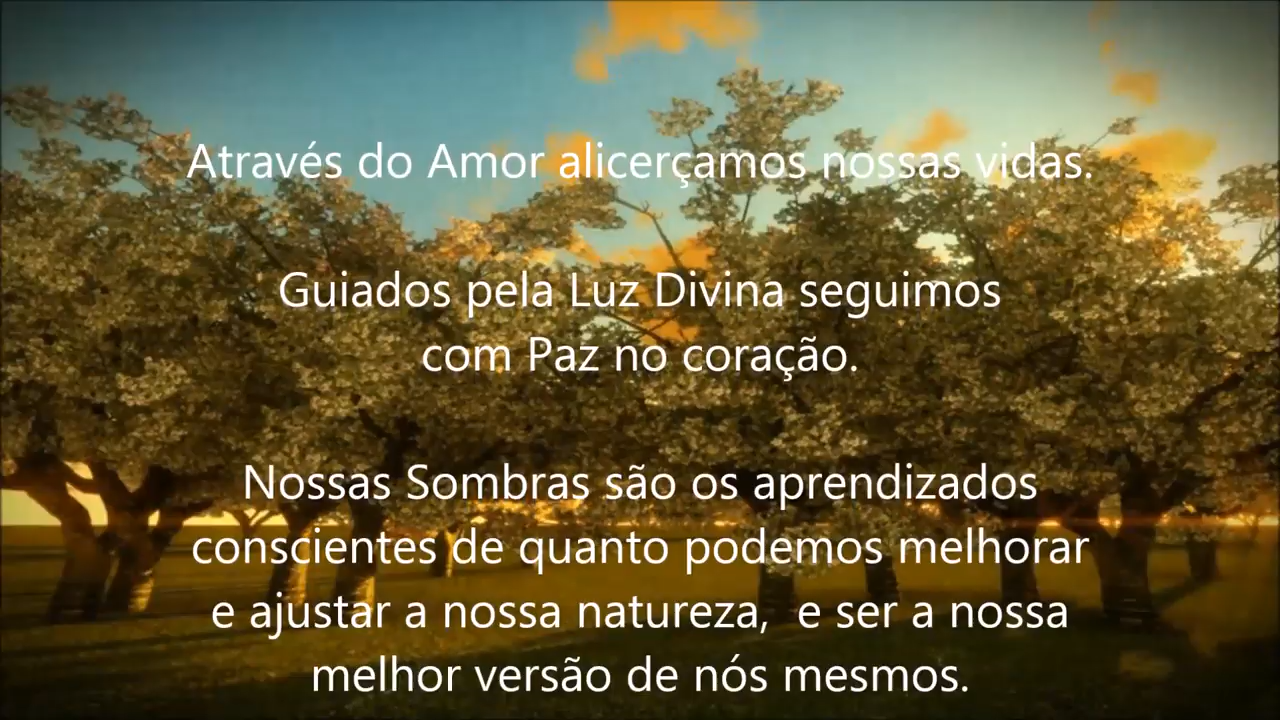 Através do Amor alicerçamos nossas vidas.
Guiados pela Luz Divina seguimos
com Paz no coração.
Nossas Sombras são os aprendizados
conscientes de quanto podemos melhorar
e ajustar a nossa natureza,  e ser a nossa
melhor versão de nós mesmos.